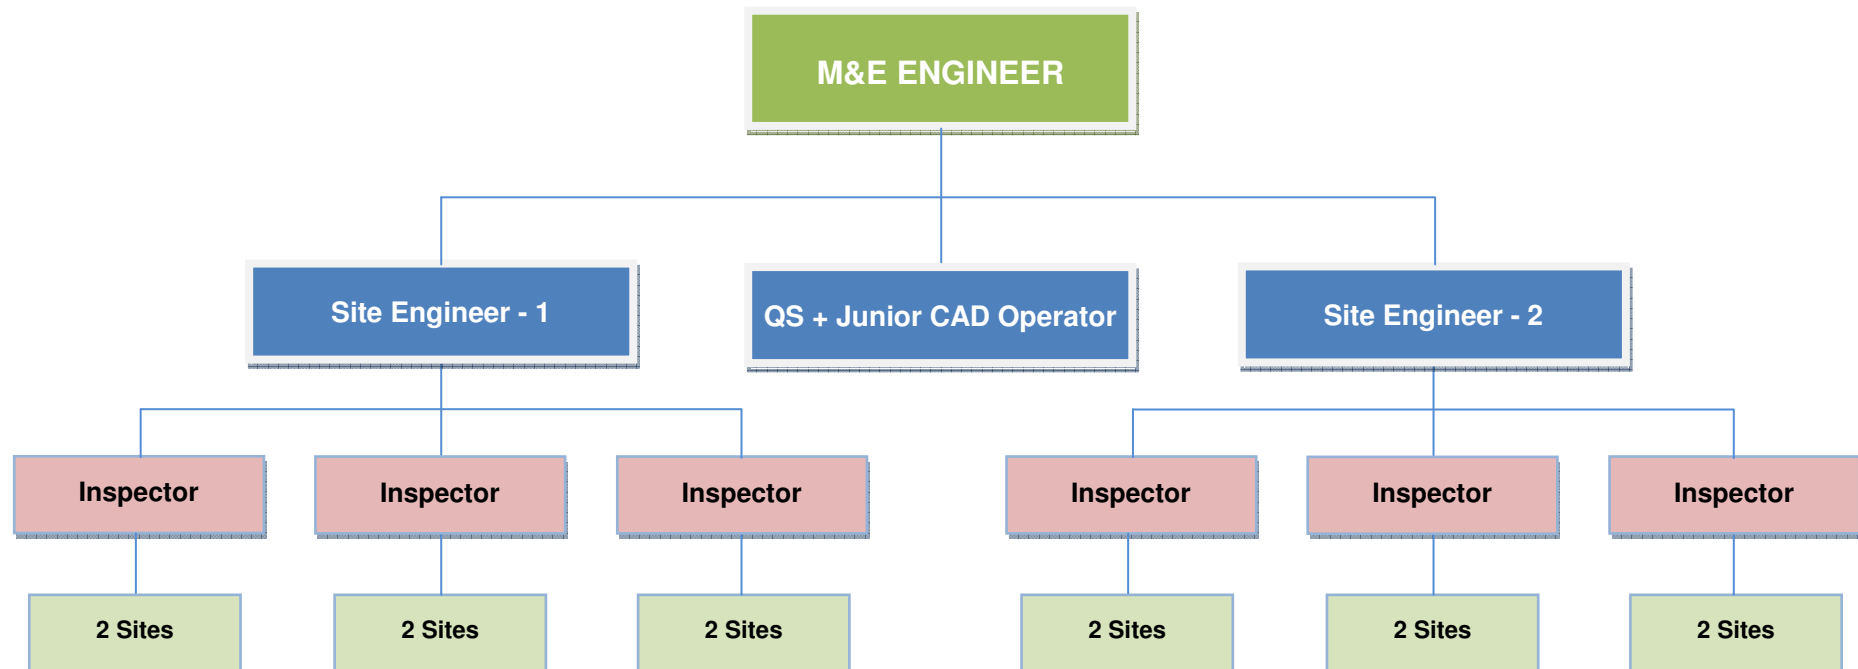 M&E ENGINEER
Site Engineer - 1
QS + Junior CAD Operator
Site Engineer - 2
Inspector
Inspector
Inspector
Inspector
Inspector
Inspector
2 Sites
2 Sites
2 Sites
2 Sites
2 Sites
2 Sites